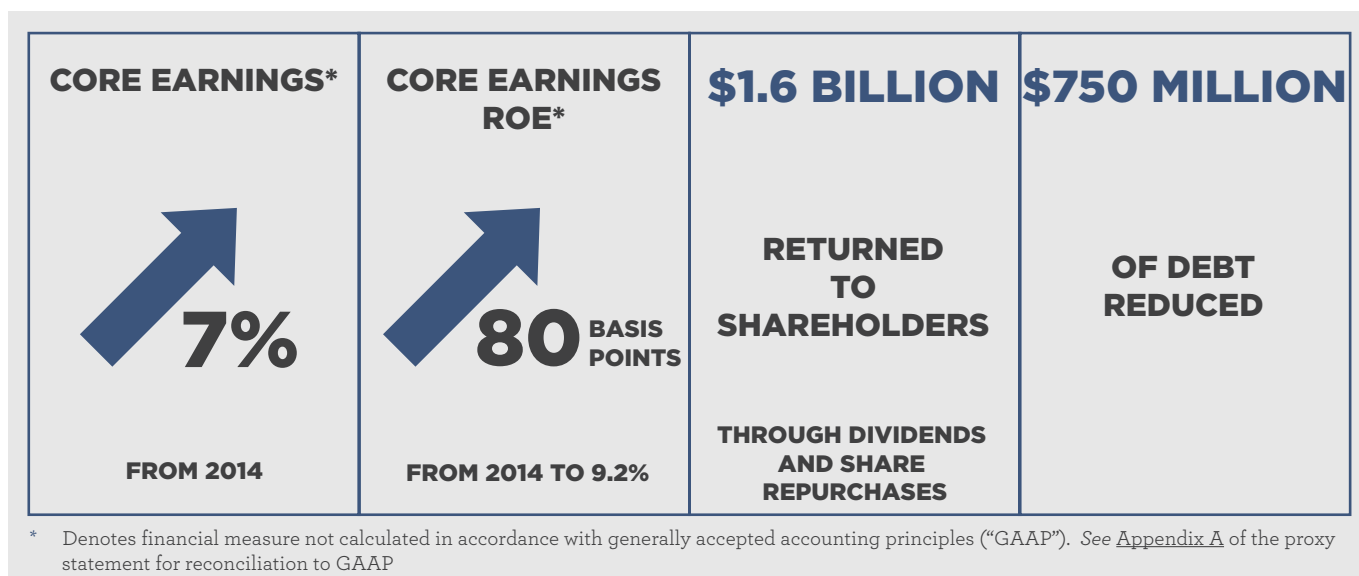 CORE EARNINGS*
7%
FROM 2014
CORE EARNINGS
ROE*
80 BASIS
POINTS
FROM 2014 TO 9.2%
$1.6 BILLION
RETURNED
TO
SHAREHOLDERS
THROUGH DIVIDENDS
AND SHARE
REPURCHASES
$750 MILLION
OF DEBT
REDUCED
* Denotes financial measure not calculated in accordance with generally accepted accounting principles (“GAAP”). See Appendix A of the proxy
statement for reconciliation to GAAP